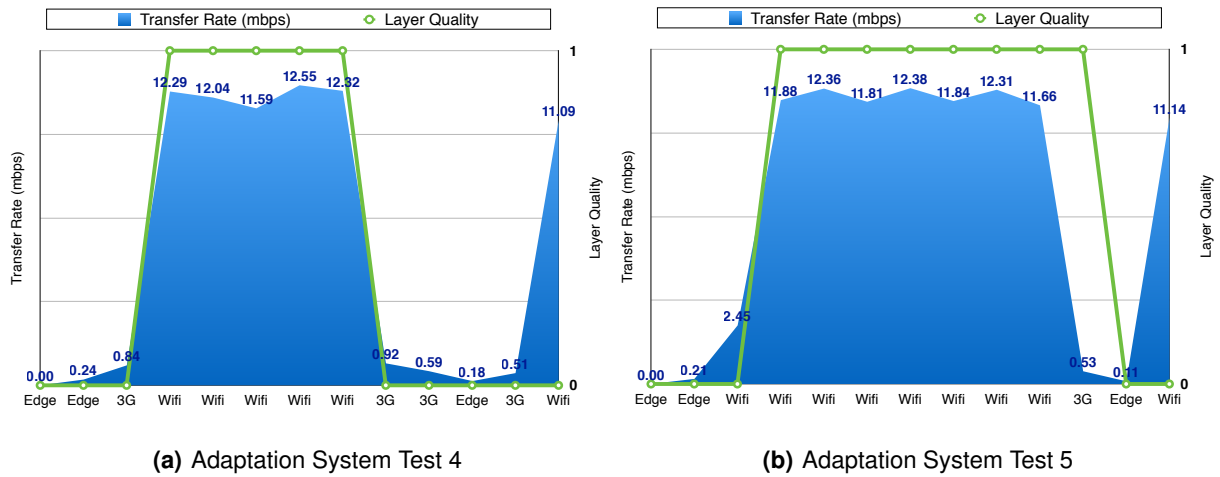 Transfer Rate (mbps) Layer Quality
1
12.29 12.04 11.59 12.55 12.32 11.09
0.00 0.24 0.84 0.92 0.59 0.18 0.51
0
Edge Edge 3G Wifi Wifi Wifi Wifi Wifi 3G 3G Edge 3G Wifi
Transfer Rate (mbps)
Layer Quality
(a) Adaptation System Test 4
Transfer Rate (mbps) Layer Quality
1
11.88 12.36 11.81 12.38 11.84 12.31 11.66 11.14
0.00 0.21 2.45 0.53 0.11
0
Edge Edge Wifi Wifi Wifi Wifi Wifi Wifi Wifi Wifi 3G Edge Wifi
Transfer Rate (mbps)
Layer Quality
(b) Adaptation System Test 5